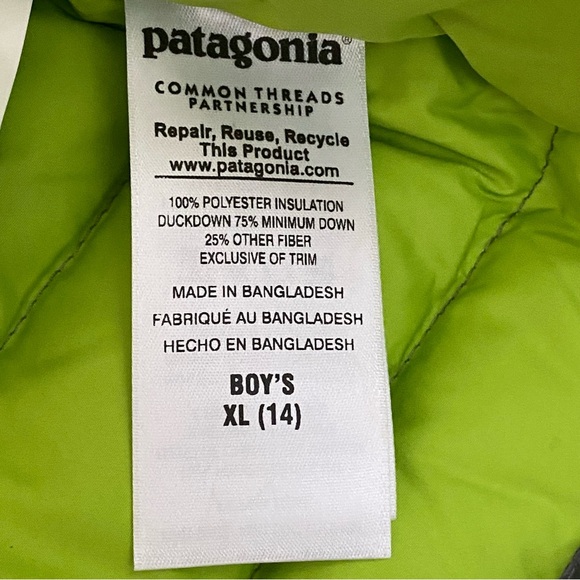 patagonia®
COMMON THREADS
PARTNERSHIP
Repair, Reuse, Recycle
This Product
www.patagonia.com
100% POLYESTER INSULATION
DUCKDOWN 75% MINIMUM DOWN
25% OTHER FIBER
EXCLUSIVE OF TRIM
MADE IN BANGLADESH
FABRIQUÉ AU BANGLADESH
HECHO EN BANGLADESH
BOY'S
XL (14)